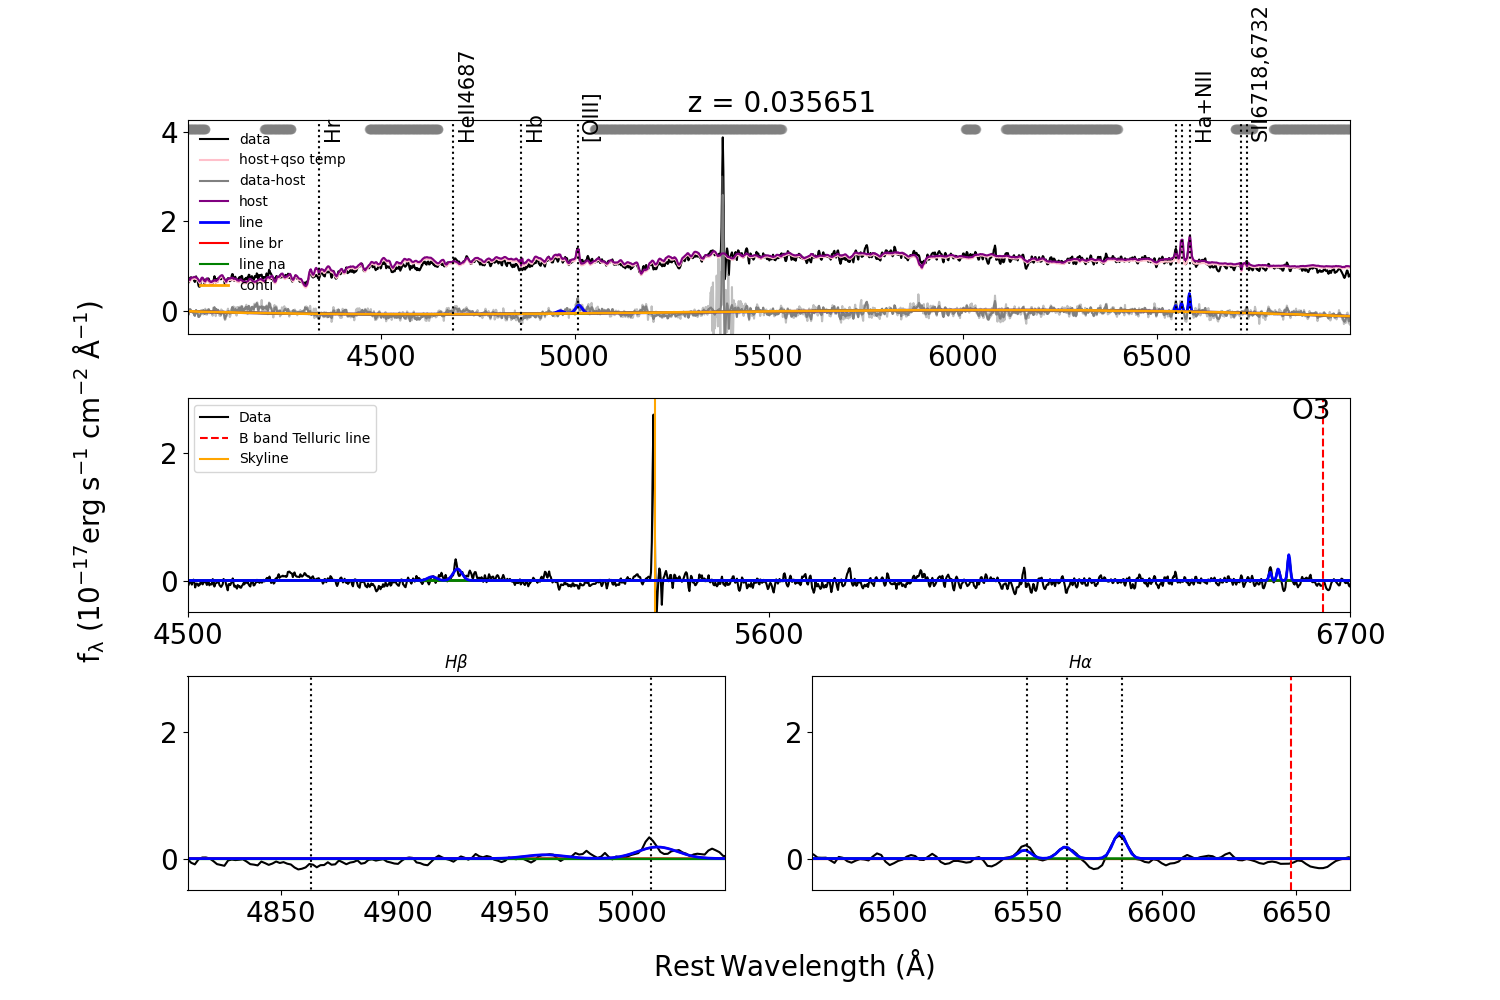 z = 0.035651
Hr
HeII4687
Hb
[OIII]
Ha+NII
SII6718,6732
4
2
0
data
host+qso temp
data-host
host
line
line br
line na
conti
4500
5000
5500
6000
6500
fλ (10−17erg s−1 cm−2 Å−1)
O3
2
0
Data
B band Telluric line
Skyline
4500
5600
6700
Hβ
2
0
4850
4900
4950
5000
Hα
2
0
6500
6550
6600
6650
Rest Wavelength (Å)